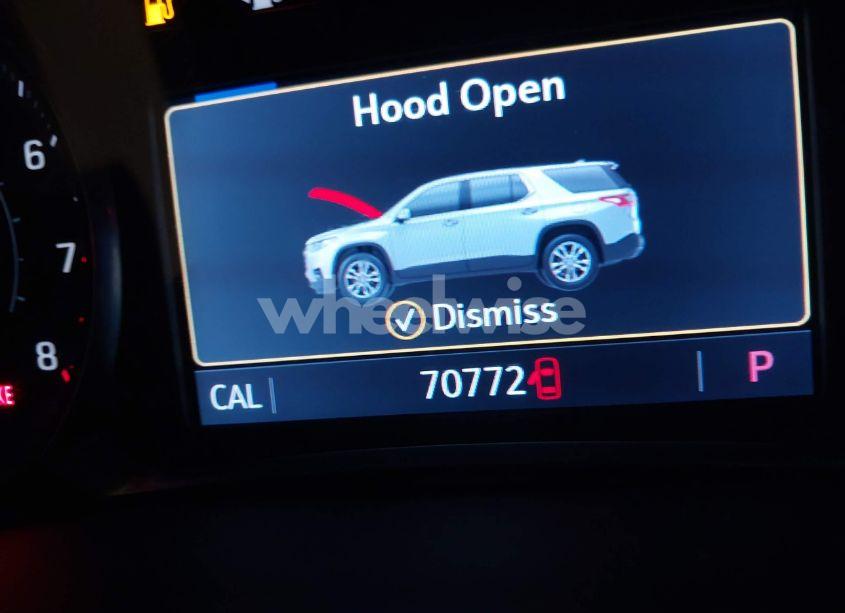 Hood Open
6
7
8
wheelwise
Dismiss
CAL
70772
P